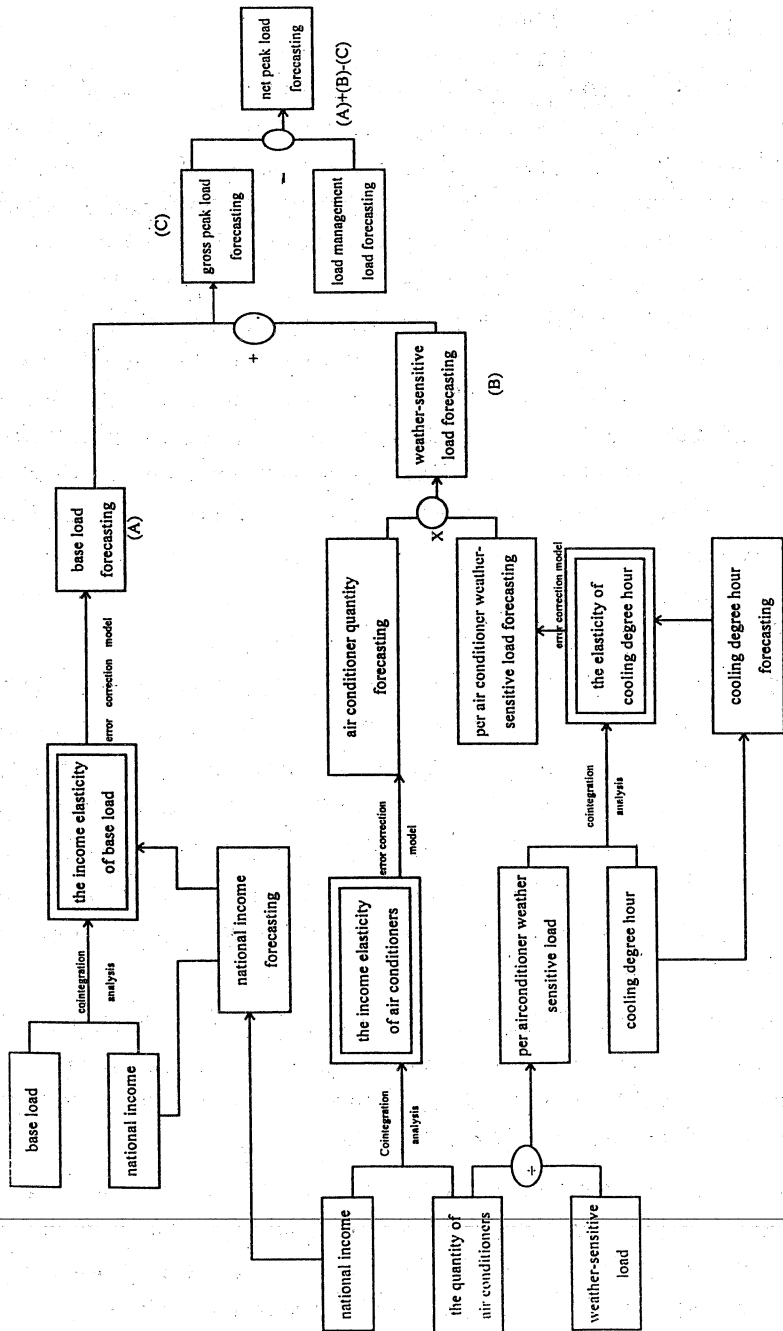 base load
national income
cointegration
analysis
the income elasticity
of base load
error correction model
base load
forecasting
(A)
national income
forecasting
national income
the quantity of
air conditioners
weather-sensitive
load
÷
Cointegration
analysis
the income elasticity
of air conditioners
error correction
model
air conditioner quantity
forecasting
per airconditioner weather
sensitive load
cooling degree hour
cointegration
analysis
the elasticity of
cooling degree hour
cooling degree hour
forecasting
error correction model
per air conditioner weather-
sensitive load forecasting
X
weather-sensitive
load forecasting
(B)
+
(C)
gross peak load
forecasting
load management
load forecasting
-
net peak load
forecasting
(A)+(B)-(C)